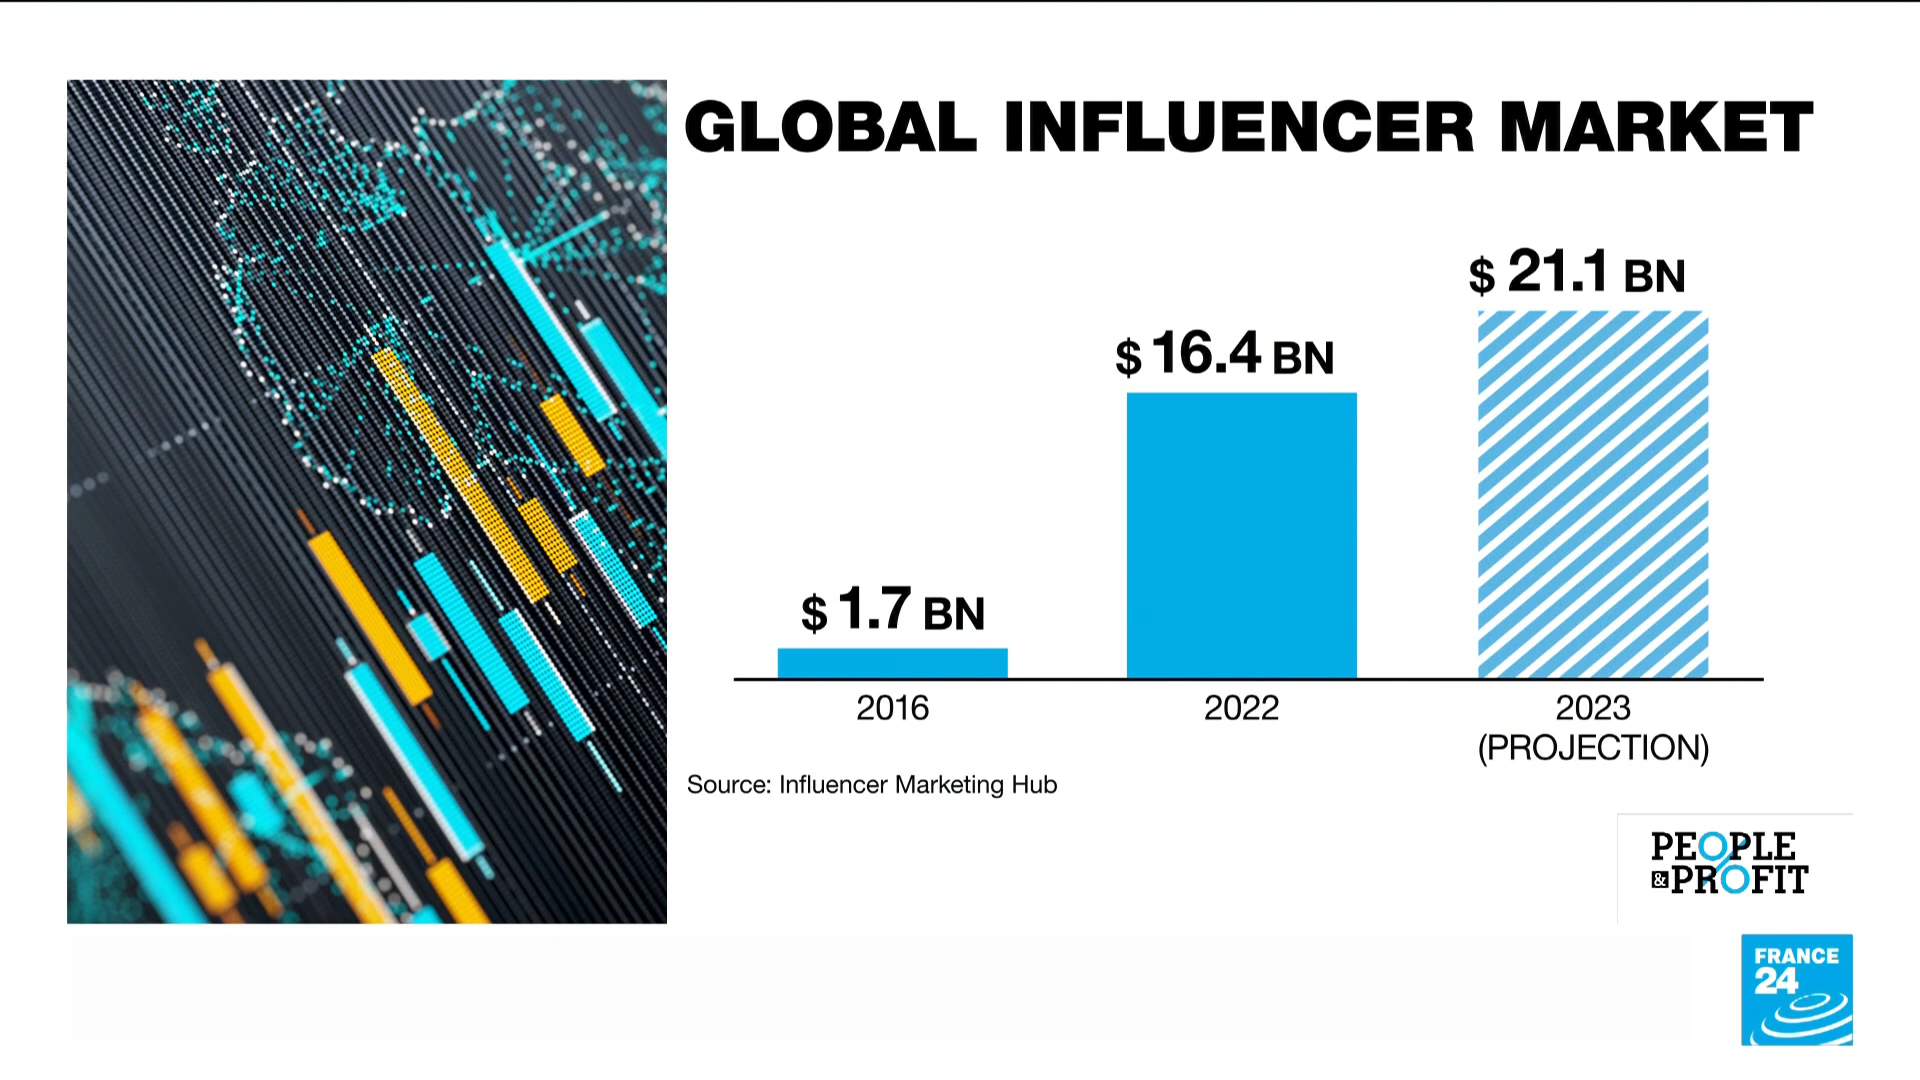 GLOBAL INFLUENCER MARKET
$ 21.1 BN
$ 16.4 BN
$ 1.7 BN
2016
2022
2023
(PROJECTION)
Source: Influencer Marketing Hub
PEOPLE
& PROFIT
FRANCE
24